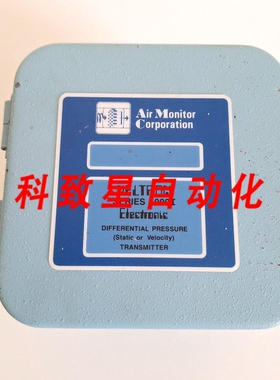 Air Monitor
Corporation
科致星自动化
Electronic
DIFFERENTIAL PRESSURE
(Static or Velocity)
TRANSMITTER